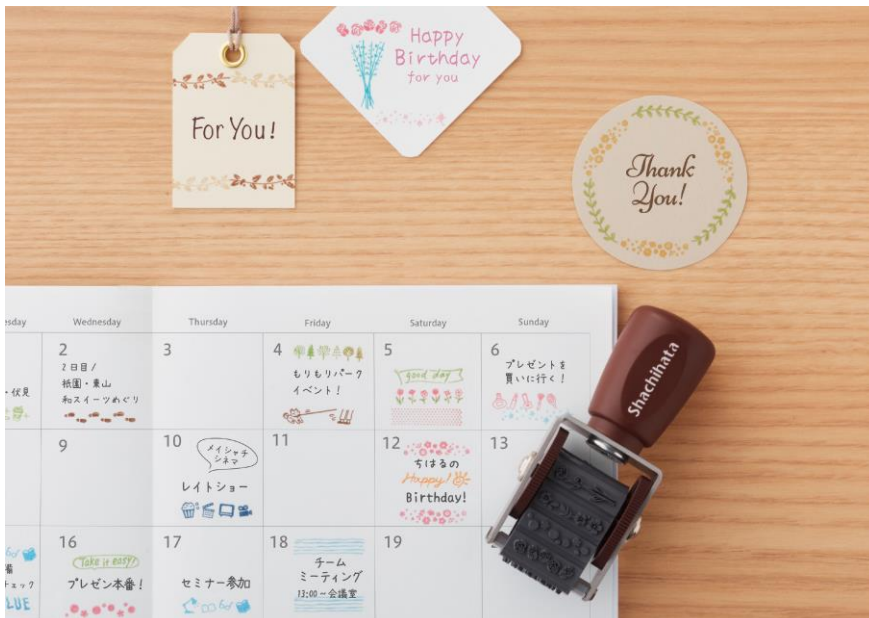 For You!
Happy
Birthday
for you
Thank
You!
Wednesday
Thursday
Friday
Saturday
Sunday
2
2日目/
祇園・東山
和スイーツめぐり
3
4
もりもりパーク
イベント!
5
good day
6
プレゼントを
買いに行く!
・伏見
9
10
メイシャチ
シネマ
レイトショー
11
12
ちはるの
Happy!
Birthday!
13
16
Take it easy!
プレゼン本番!
17
セミナー参加
18
チーム
ミーティング
13:00~会議室
19
Shachihata